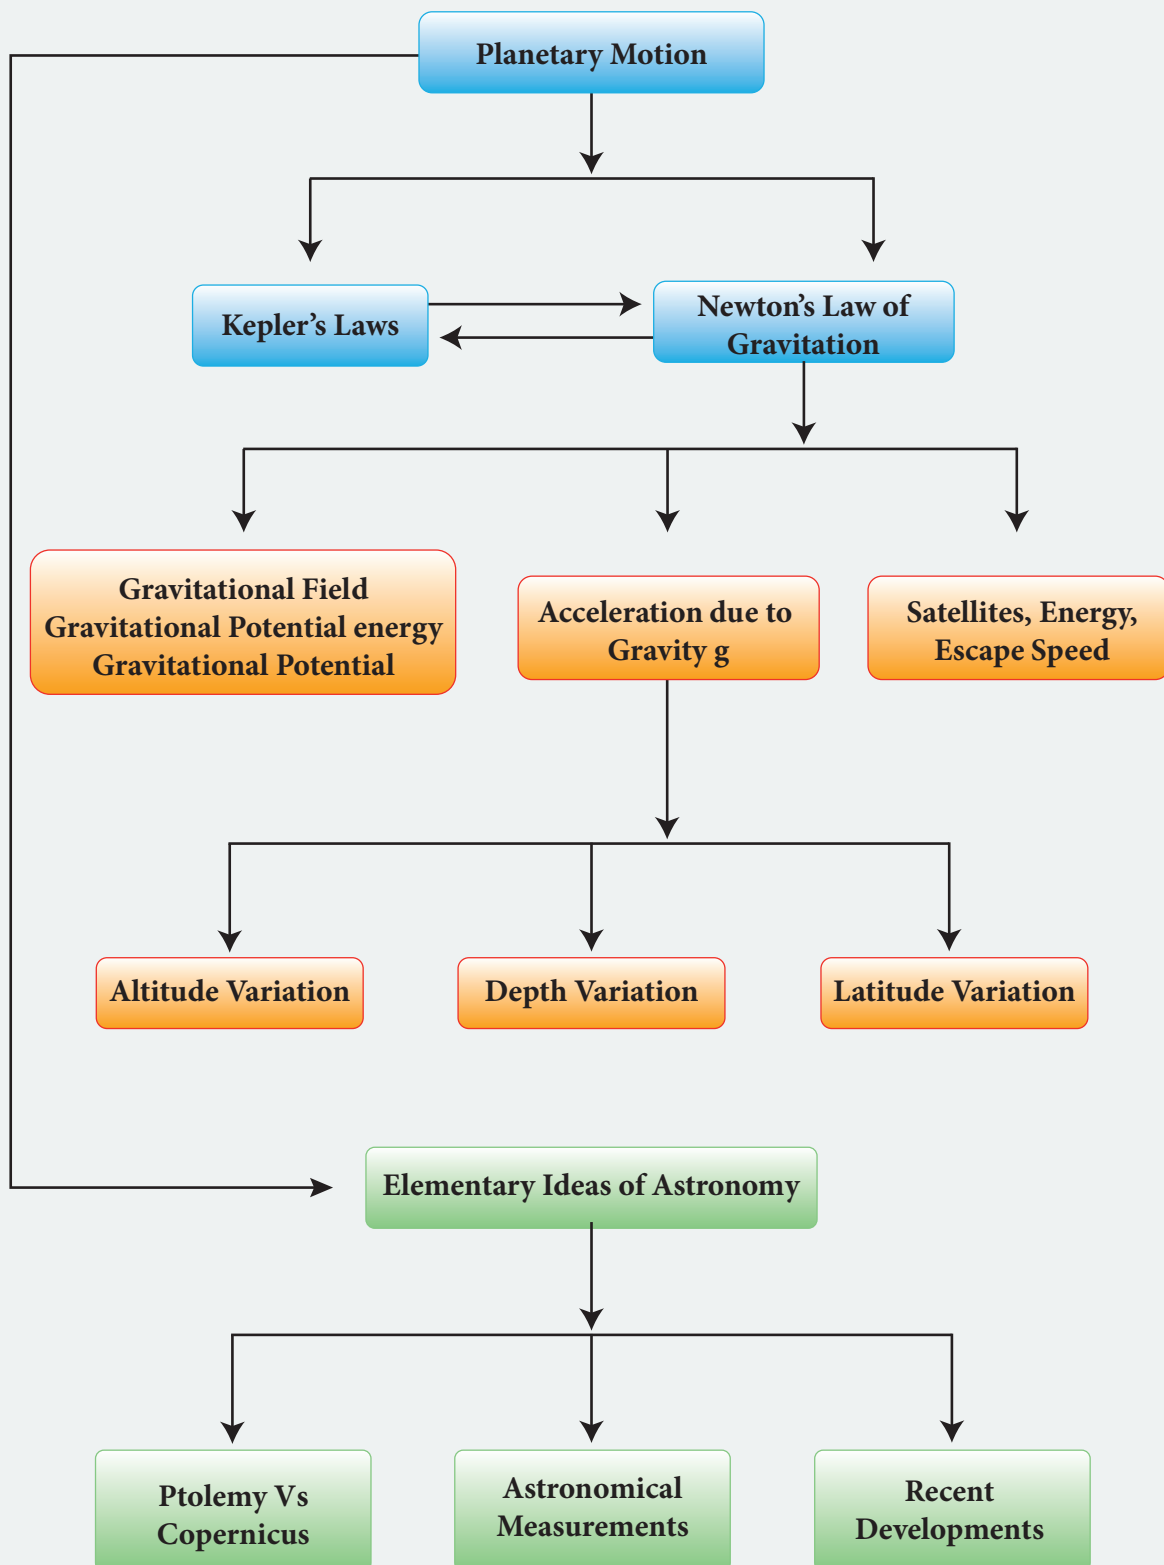 Planetary Motion
Kepler's Laws
Newton's Law of
Gravitation
Gravitational Field
Gravitational Potential energy
Gravitational Potential
Acceleration due to
Gravity g
Satellites, Energy,
Escape Speed
Altitude Variation
Depth Variation
Latitude Variation
Elementary Ideas of Astronomy
Ptolemy Vs
Copernicus
Astronomical
Measurements
Recent
Developments